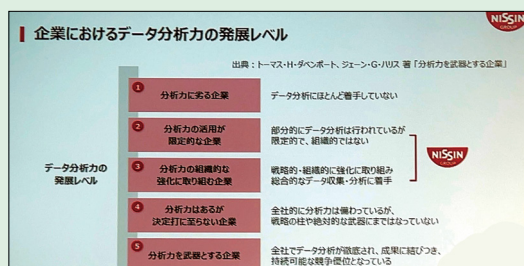 NISSIN
GROUP
企業におけるデータ分析力の発展レベル
出典：トーマス・H・ダベンポート、ジェーン・G・ハリス 著「分析力を武器とする企業」
データ分析力の
発展レベル
1
分析力に劣る企業
データ分析にほとんど着手していない
2
分析力の活用が
限定的な企業
部分的にデータ分析は行われているが
限定的で、組織的ではない
3
分析力の組織的な
強化に取り組む企業
戦略的・組織的に強化に取り組み
総合的なデータ収集・分析に着手
NISSIN
GROUP
4
分析力はあるが
決定打に至らない企業
全社的に分析力は備わっているが、
戦略の柱や絶対的な武器にまではなっていない
5
分析力を武器とする企業
全社でデータ分析が徹底され、成果に結びつき、
持続可能な競争優位となっている